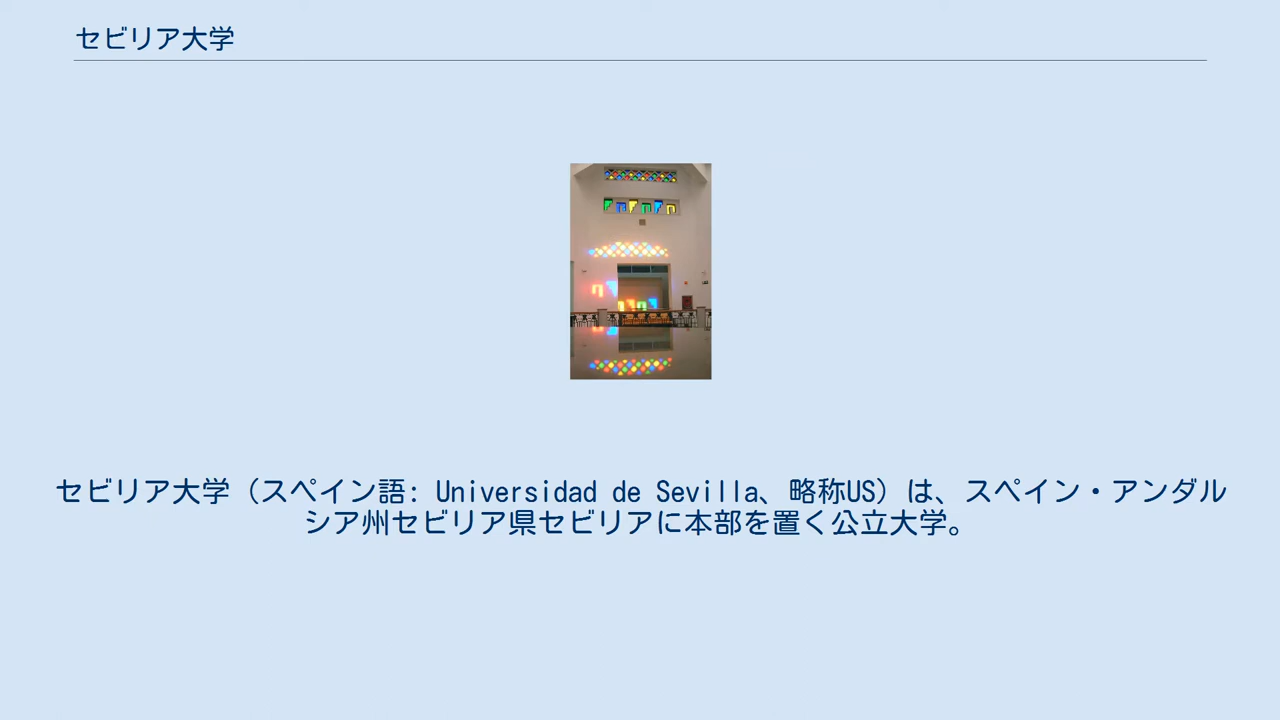 セビリア大学
セビリア大学（スペイン語: Universidad de Sevilla、略称US）は、スペイン・アンダル
シア州セビリア県セビリアに本部を置く公立大学。